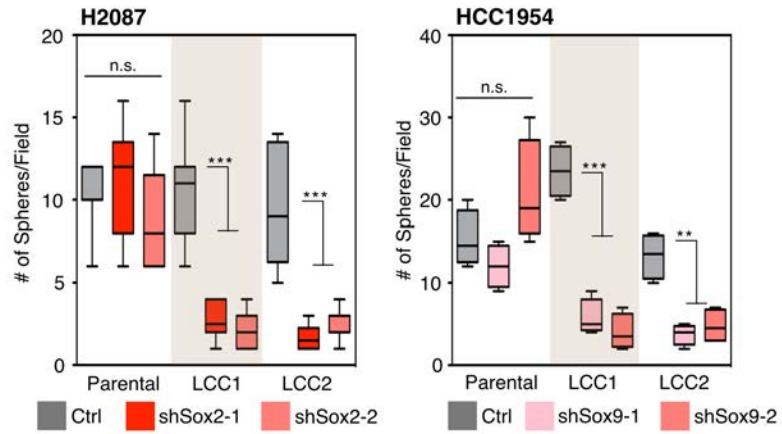 H2087
# of Spheres/Field
20
15
10
5
0
n.s.
***
***
Parental LCC1 LCC2
Ctrl shSox2-1 shSox2-2
HCC1954
# of Spheres/Field
40
30
20
10
0
n.s.
***
**
Parental LCC1 LCC2
Ctrl shSox9-1 shSox9-2